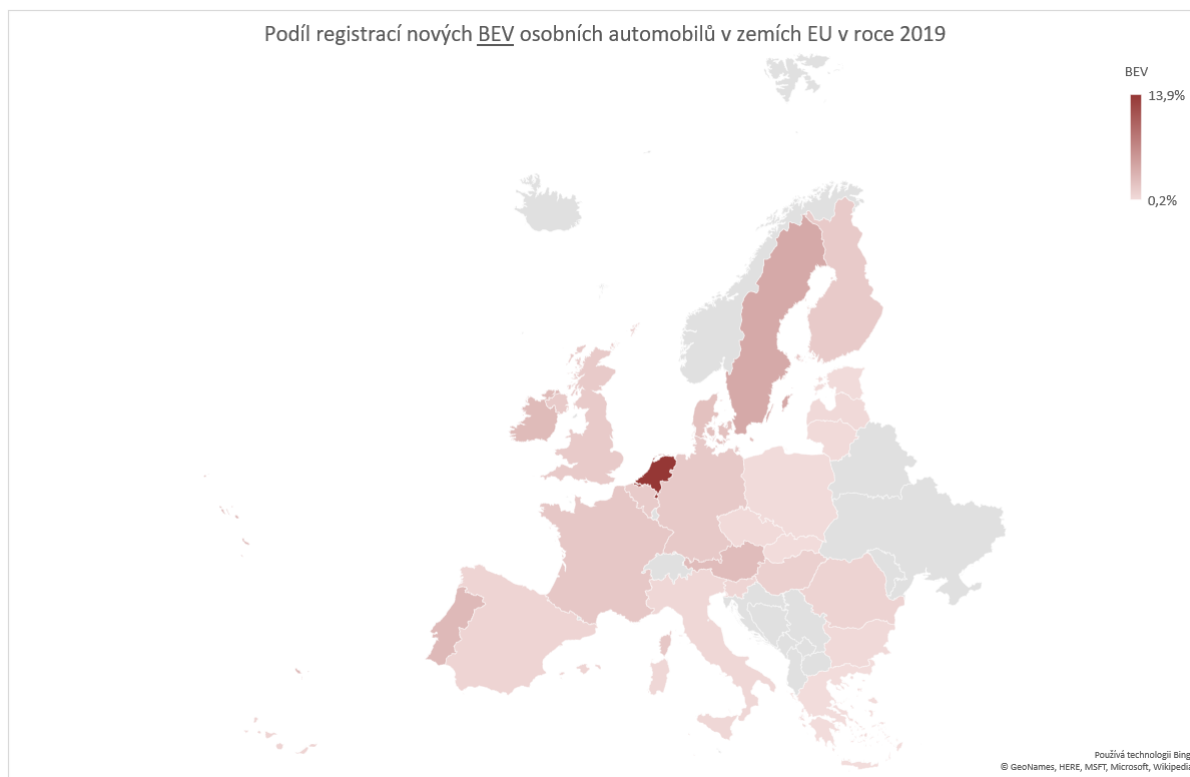 Podíl registrací nových BEV osobních automobilů v zemích EU v roce 2019
BEV
13,9%
0,2%
Používá technologii Bing
© GeoNames, HERE, MSFT, Microsoft, Wikipedia